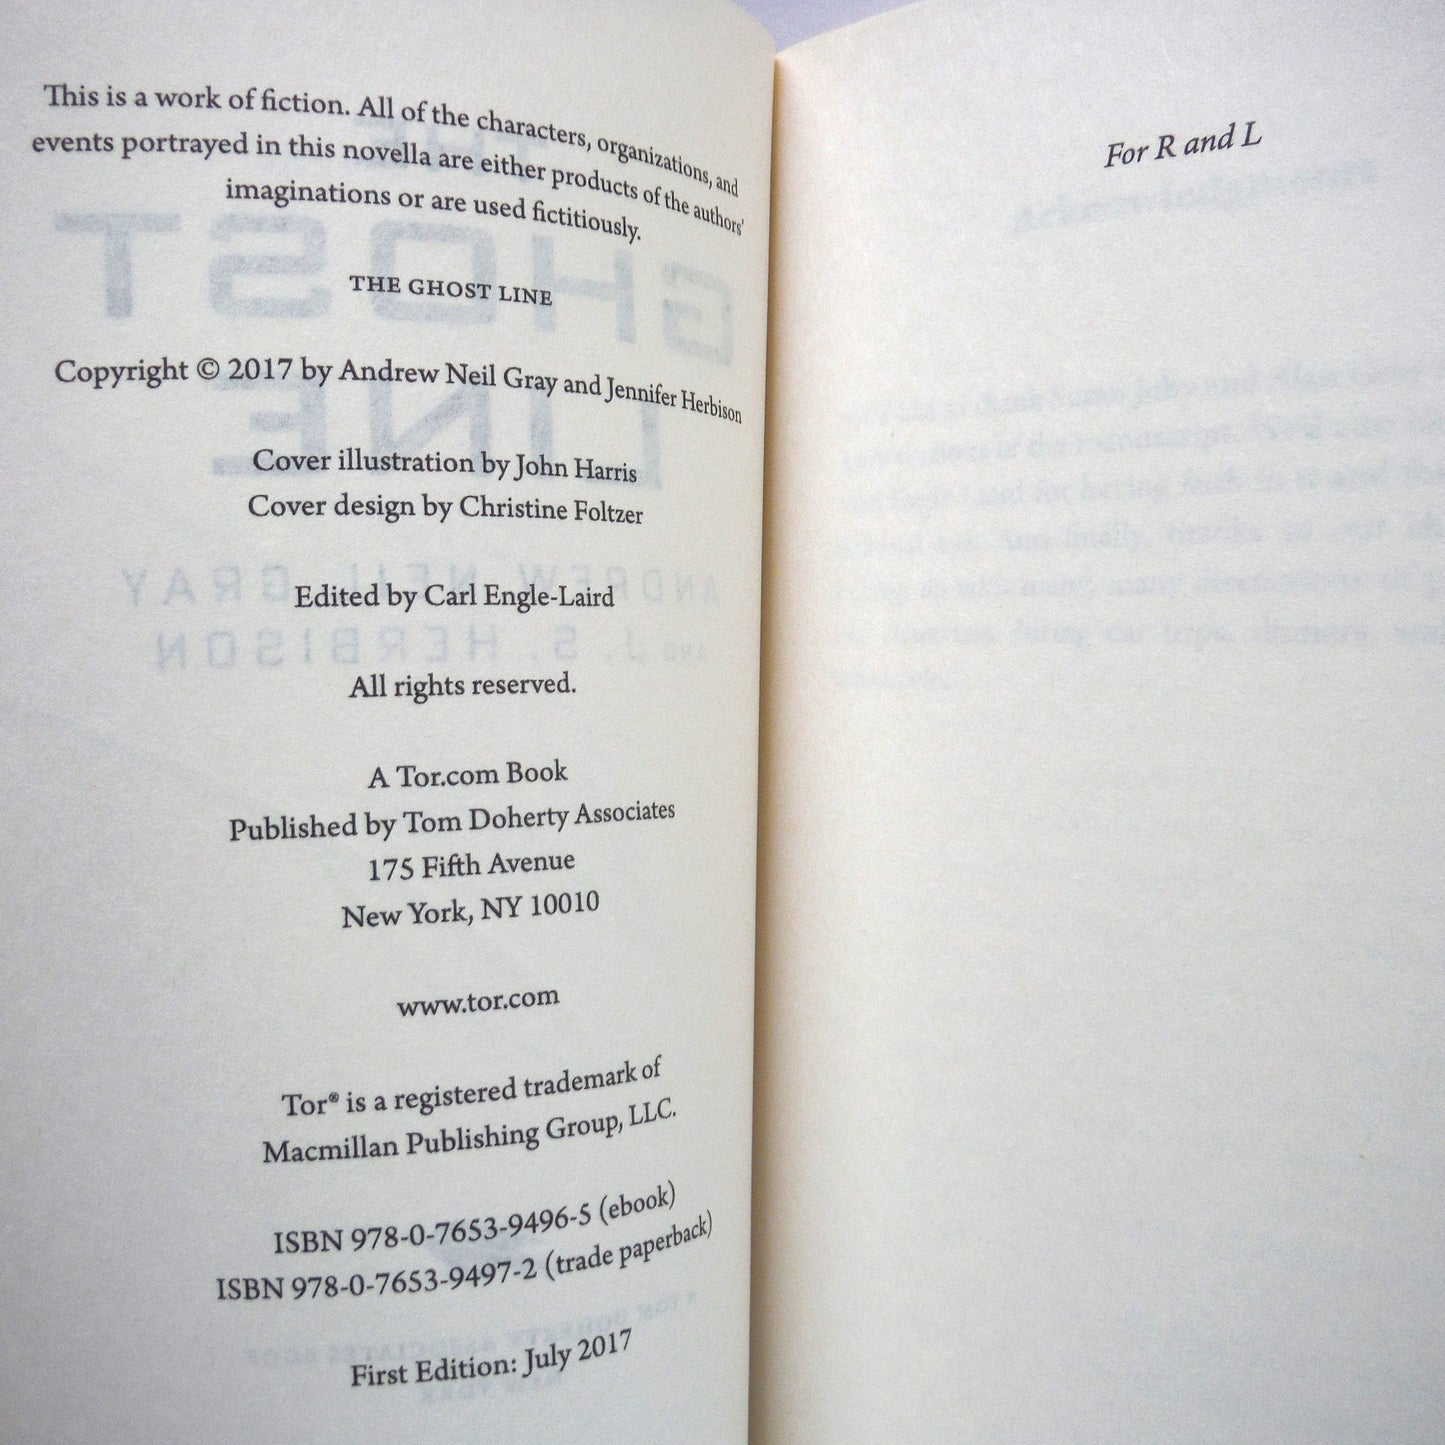 This is a work of fiction. All of the characters, organizations, and
events portrayed in this novella are either products of the authors'
imaginations or are used fictitiously.
THE GHOST LINE
Copyright © 2017 by Andrew Neil Gray and Jennifer Herbison
Cover illustration by John Harris
Cover design by Christine Foltzer
Edited by Carl Engle-Laird
All rights reserved.
A Tor.com Book
Published by Tom Doherty Associates
175 Fifth Avenue
New York, NY 10010
www.tor.com
Tor® is a registered trademark of
Macmillan Publishing Group, LLC.
ISBN 978-0-7653-9496-5 (ebook)
ISBN 978-0-7653-9497-2 (trade paperback)
First Edition: July 2017
For R and L